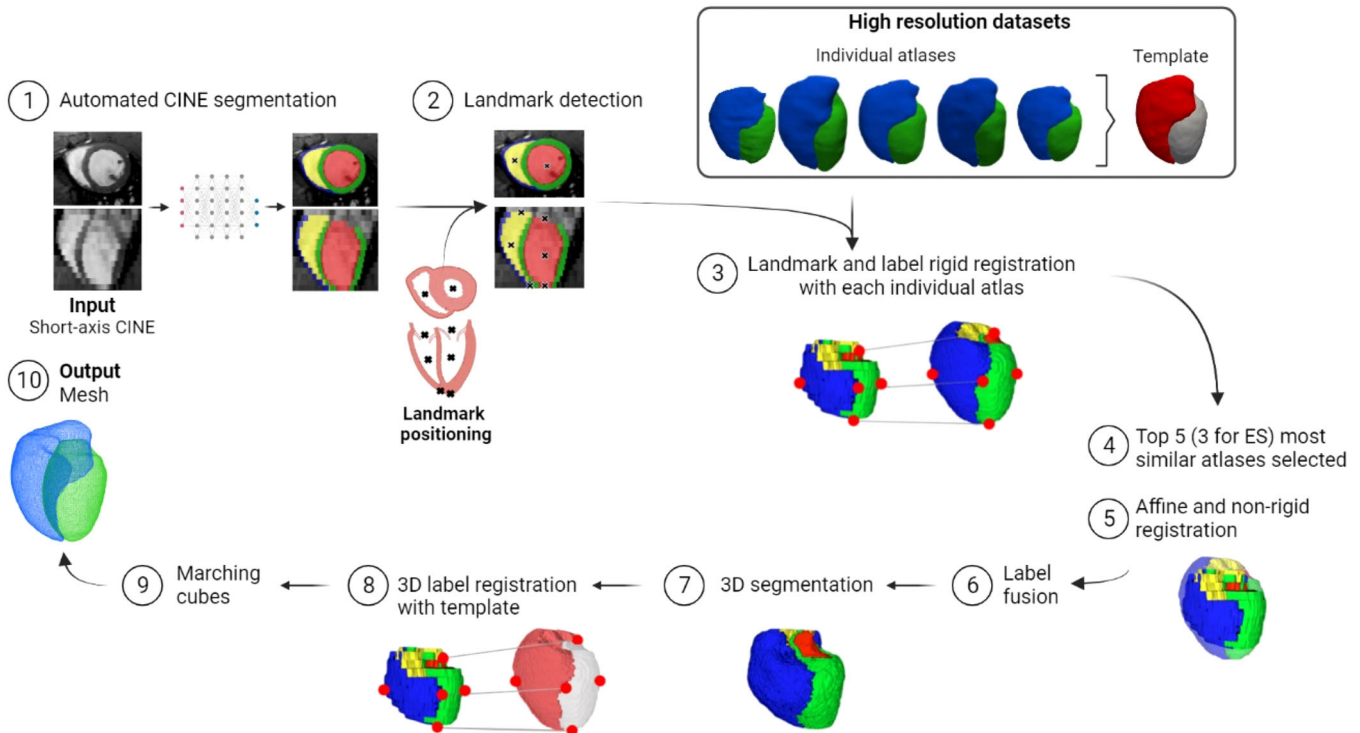 High resolution datasets
Individual atlases
Template
1 Automated CINE segmentation
2 Landmark detection
Input
Short-axis CINE
Landmark
positioning
3 Landmark and label rigid registration
with each individual atlas
4 Top 5 (3 for ES) most
similar atlases selected
5 Affine and non-rigid
registration
6 Label
fusion
7 3D segmentation
8 3D label registration
with template
9 Marching
cubes
10 Output
Mesh